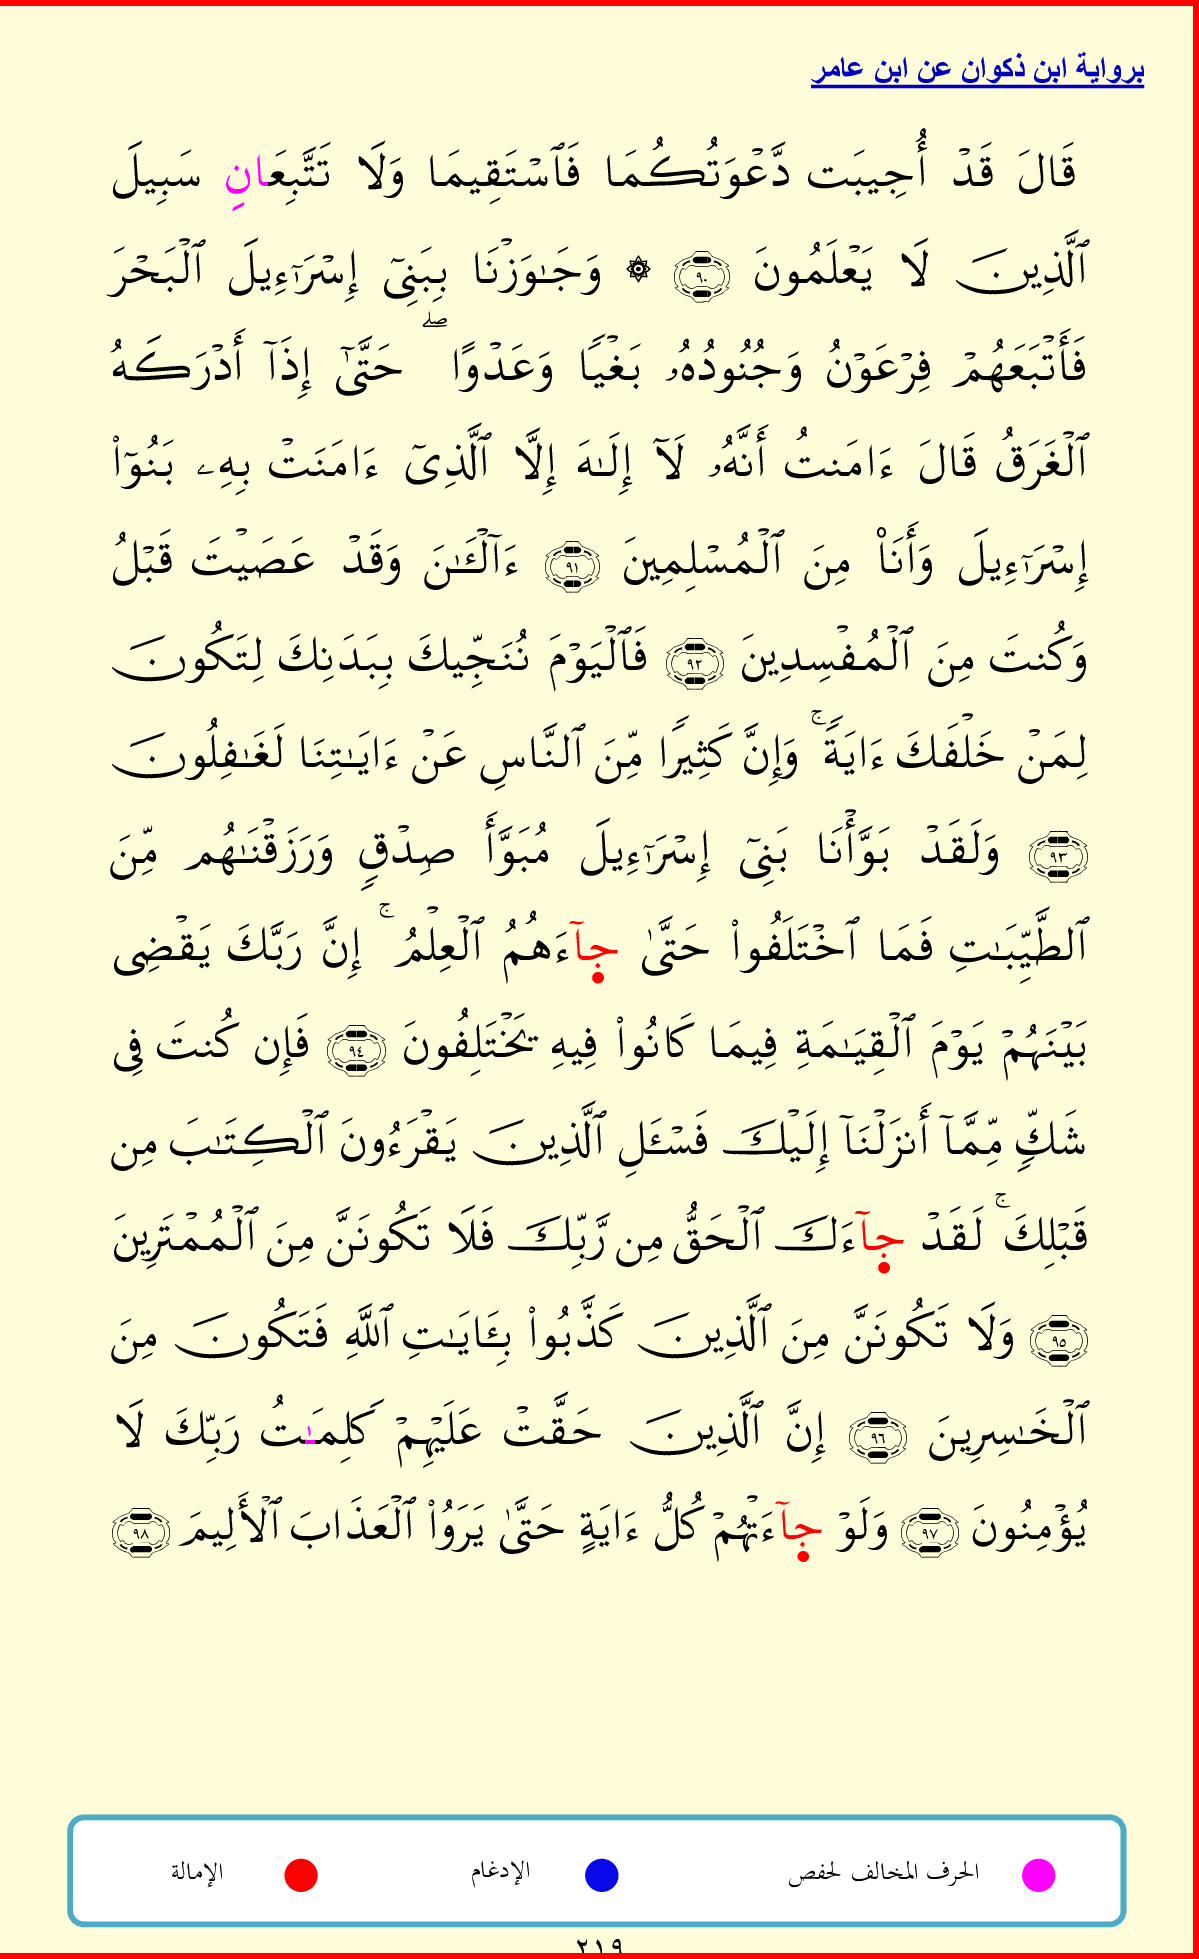 برواية ابن ذكوان عن ابن عامر
قَالَ قَدۡ أُجِيبَت دَّعۡوَتُكُمَا فَٱسۡتَقِيمَا وَلَا تَتَّبِعَانِ سَبِيلَ
ٱلَّذِينَ لَا يَعۡلَمُونَ ٩٠ ۞ وَجَٰوَزۡنَا بِبَنِيٓ إِسۡرَٰٓءِيلَ ٱلۡبَحۡرَ
فَأَتۡبَعَهُمۡ فِرۡعَوۡنُ وَجُنُودُهُۥ بَغۡيٗا وَعَدۡوًاۖ حَتَّىٰٓ إِذَآ أَدۡرَكَهُ
ٱلۡغَرَقُ قَالَ ءَامَنتُ أَنَّهُۥ لَآ إِلَٰهَ إِلَّا ٱلَّذِيٓ ءَامَنَتۡ بِهِۦ بَنُوٓاْ
إِسۡرَٰٓءِيلَ وَأَنَا۠ مِنَ ٱلۡمُسۡلِمِينَ ٩١ ءَآلۡـَٰٔنَ وَقَدۡ عَصَيۡتَ قَبۡلُ
وَكُنتَ مِنَ ٱلۡمُفۡسِدِينَ ٩٢ فَٱلۡيَوۡمَ نُنَجِّيكَ بِبَدَنِكَ لِتَكُونَ
لِمَنۡ خَلۡفَكَ ءَايَةٗۚ وَإِنَّ كَثِيرٗا مِّنَ ٱلنَّاسِ عَنۡ ءَايَٰتِنَا لَغَٰفِلُونَ
٩٣ وَلَقَدۡ بَوَّأۡنَا بَنِيٓ إِسۡرَٰٓءِيلَ مُبَوَّأَ صِدۡقٖ وَرَزَقۡنَٰهُم مِّنَ
ٱلطَّيِّبَٰتِ فَمَا ٱخۡتَلَفُواْ حَتَّىٰ جَآءَهُمُ ٱلۡعِلۡمُۚ إِنَّ رَبَّكَ يَقۡضِي
بَيۡنَهُمۡ يَوۡمَ ٱلۡقِيَٰمَةِ فِيمَا كَانُواْ فِيهِ يَخۡتَلِفُونَ ٩٤ فَإِن كُنتَ فِي
شَكّٖ مِّمَّآ أَنزَلۡنَآ إِلَيۡكَ فَسۡـَٔلِ ٱلَّذِينَ يَقۡرَءُونَ ٱلۡكِتَٰبَ مِن
قَبۡلِكَۚ لَقَدۡ جَآءَكَ ٱلۡحَقُّ مِن رَّبِّكَ فَلَا تَكُونَنَّ مِنَ ٱلۡمُمۡتَرِينَ
٩٥ وَلَا تَكُونَنَّ مِنَ ٱلَّذِينَ كَذَّبُواْ بِـَٔايَٰتِ ٱللَّهِ فَتَكُونَ مِنَ
ٱلۡخَٰسِرِينَ ٩٦ إِنَّ ٱلَّذِينَ حَقَّتۡ عَلَيۡهِمۡ كَلِمَٰتُ رَبِّكَ لَا
يُؤۡمِنُونَ ٩٧ وَلَوۡ جَآءَتۡهُمۡ كُلُّ ءَايَةٍ حَتَّىٰ يَرَوُاْ ٱلۡعَذَابَ ٱلۡأَلِيمَ ٩٨
الحرف المخالف لحفص الإدغام الإمالة
٢١٩